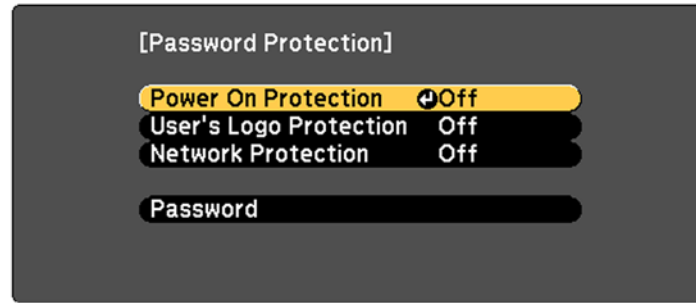 [Password Protection]
Power On Protection Off
User's Logo Protection Off
Network Protection Off
Password